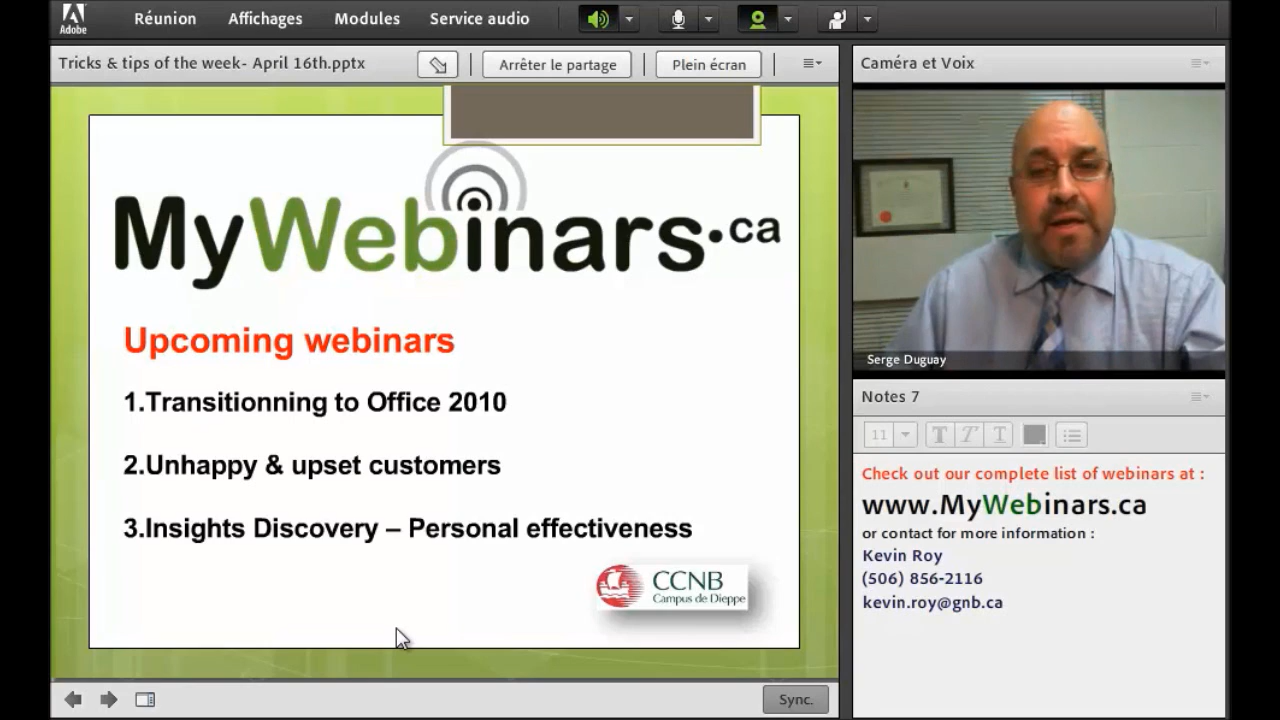 Adobe
Réunion
Affichages
Modules
Service audio
Tricks & tips of the week- April 16th.pptx
Arrêter le partage
Plein écran
MyWebinars.ca
Upcoming webinars
1.Transitionning to Office 2010
2.Unhappy & upset customers
3.Insights Discovery – Personal effectiveness
CCNB
Campus de Dieppe
Sync.
Caméra et Voix
Serge Duguay
Notes 7
11
T T T
Check out our complete list of webinars at :
www.MyWebinars.ca
or contact for more information :
Kevin Roy
(506) 856-2116
kevin.roy@gnb.ca